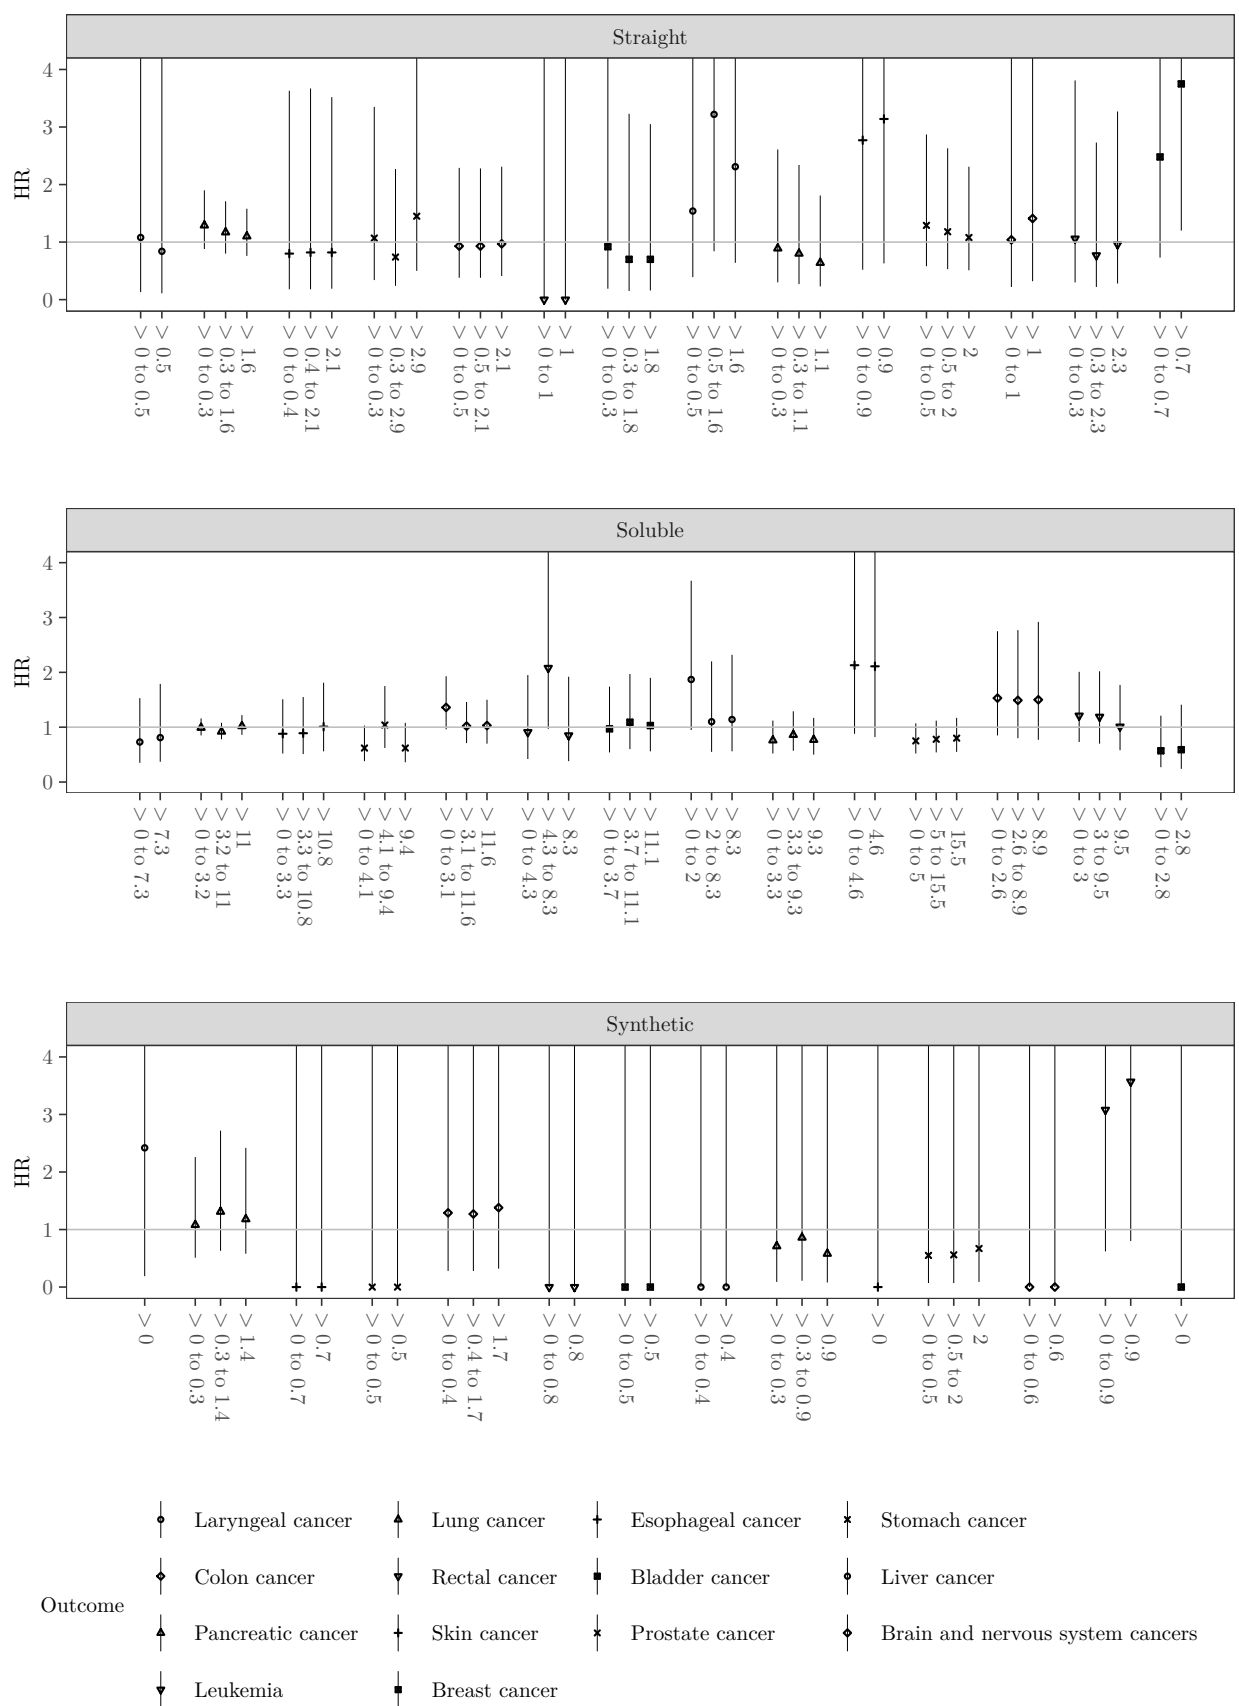 Straight
HR
4
3
2
1
0
> 0 to 0.5
> 0.5
> 0 to 0.3
> 0.3 to 1.6
> 1.6
> 0 to 0.4
> 0.4 to 2.1
> 2.1
> 0 to 0.3
> 0.3 to 2.9
> 2.9
> 0 to 0.5
> 0.5 to 2.1
> 2.1
> 0 to 1
> 1
> 0 to 0.3
> 0.3 to 1.8
> 1.8
> 0 to 0.5
> 0.5 to 1.6
> 1.6
> 0 to 0.3
> 0.3 to 1.1
> 1.1
> 0 to 0.9
> 0.9
> 0 to 0.5
> 0.5 to 2
> 2
> 0 to 1
> 1
> 0 to 0.3
> 0.3 to 2.3
> 2.3
> 0 to 0.7
> 0.7
Soluble
HR
4
3
2
1
0
> 0 to 7.3
> 7.3
> 0 to 3.2
> 3.2 to 11
> 11
> 0 to 3.3
> 3.3 to 10.8
> 10.8
> 0 to 4.1
> 4.1 to 9.4
> 9.4
> 0 to 3.1
> 3.1 to 11.6
> 11.6
> 0 to 4.3
> 4.3 to 8.3
> 8.3
> 0 to 3.7
> 3.7 to 11.1
> 11.1
> 0 to 2
> 2 to 8.3
> 8.3
> 0 to 3.3
> 3.3 to 9.3
> 9.3
> 0 to 4.6
> 4.6
> 0 to 5
> 5 to 15.5
> 15.5
> 0 to 2.6
> 2.6 to 8.9
> 8.9
> 0 to 3
> 3 to 9.5
> 9.5
> 0 to 2.8
> 2.8
Synthetic
HR
4
3
2
1
0
> 0
> 0 to 0.3
> 0.3 to 1.4
> 1.4
> 0 to 0.7
> 0.7
> 0 to 0.5
> 0.5
> 0 to 0.4
> 0.4 to 1.7
> 1.7
> 0 to 0.8
> 0.8
> 0 to 0.5
> 0.5
> 0 to 0.4
> 0.4
> 0 to 0.3
> 0.3 to 0.9
> 0.9
> 0
> 0 to 0.5
> 0.5 to 2
> 2
> 0 to 0.6
> 0.6
> 0 to 0.9
> 0.9
> 0
Outcome
Laryngeal cancer
Lung cancer
Esophageal cancer
Stomach cancer
Colon cancer
Rectal cancer
Bladder cancer
Liver cancer
Pancreatic cancer
Skin cancer
Prostate cancer
Brain and nervous system cancers
Leukemia
Breast cancer